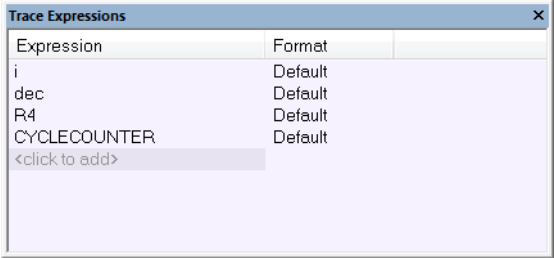 Trace Expressions
Expression Format
i Default
dec Default
R4 Default
CYCLECOUNTER Default
<click to add>